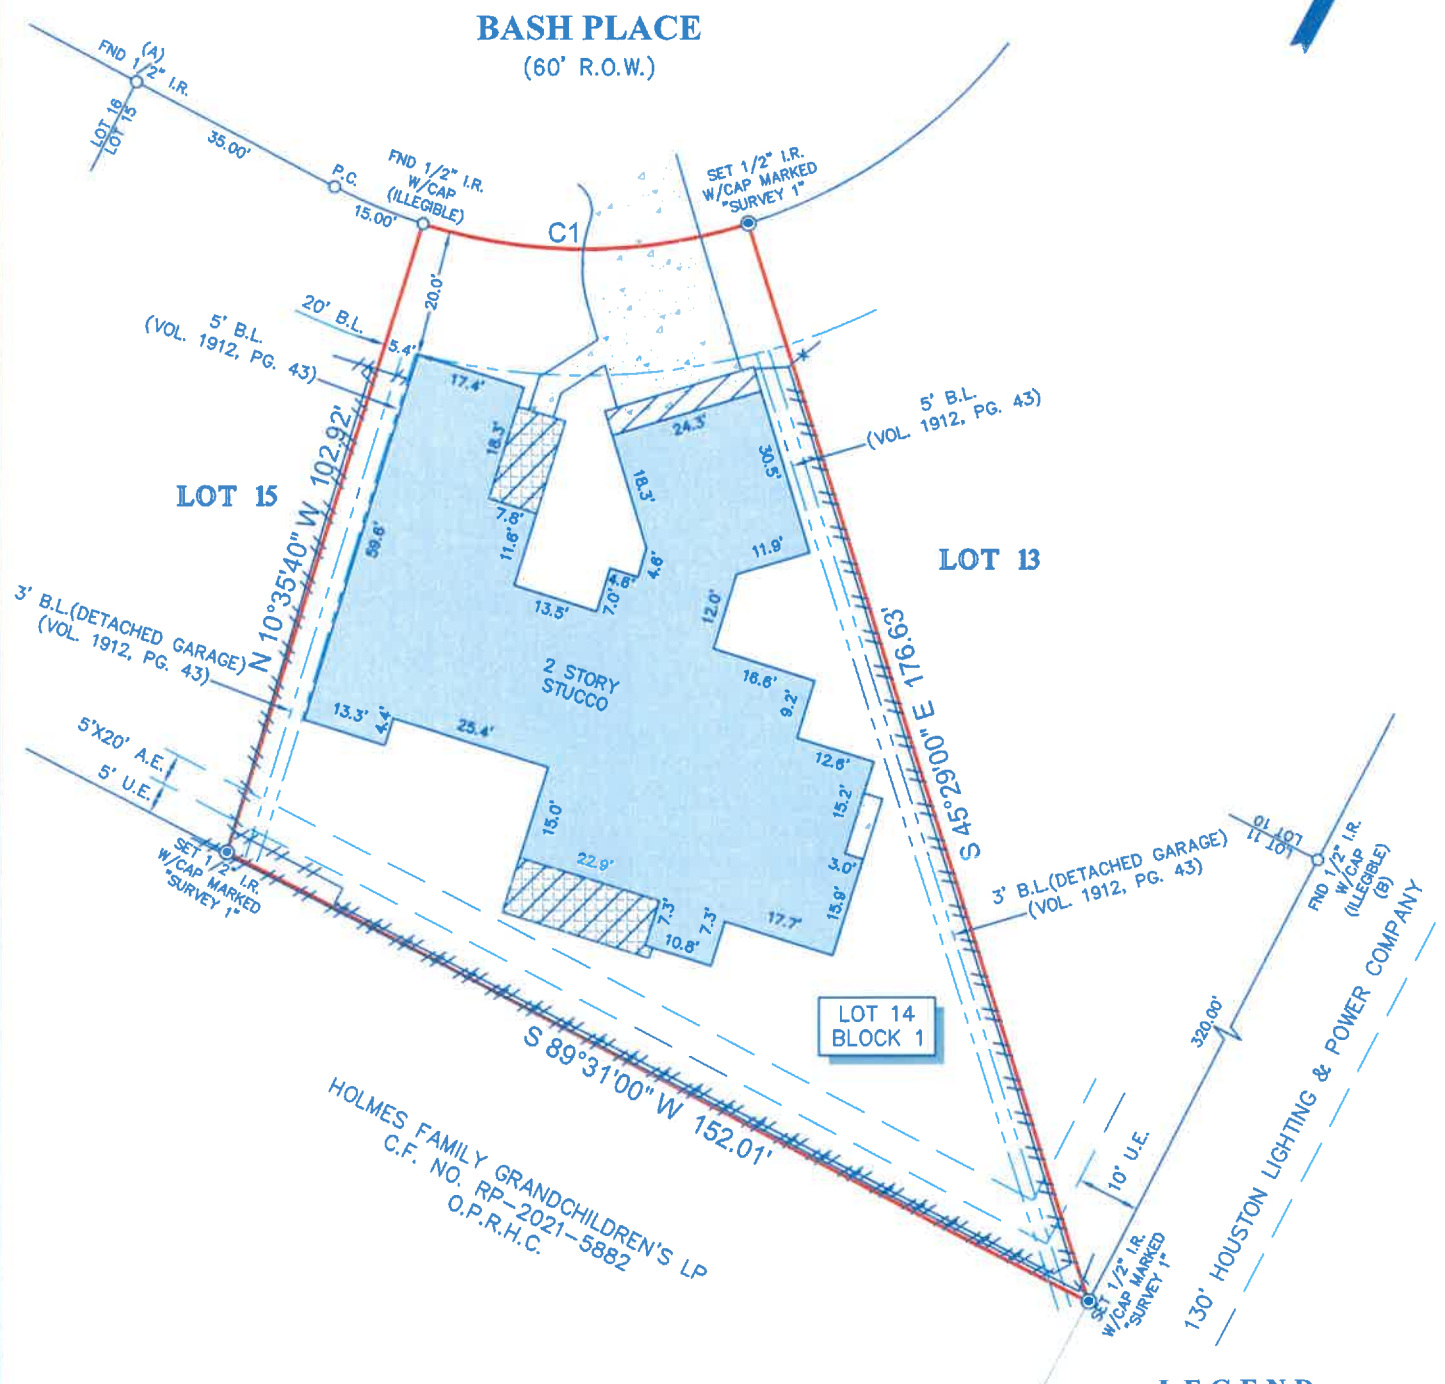 BASH PLACE
(60' R.O.W.)
(A)
FND 1/2" I.R.
LOT 16
LOT 15
35.00'
P.C.
15.00'
FND 1/2" I.R.
W/CAP
(ILLEGIBLE)
SET 1/2" I.R.
W/CAP MARKED
"SURVEY 1"
C1
20.0'
20' B.L.
5' B.L.
(VOL. 1912, PG. 43)
5.4'
17.4'
18.3'
24.3'
30.5'
5' B.L.
(VOL. 1912, PG. 43)
LOT 15
N 10°35'40" W 102.92'
59.6'
7.8'
11.6'
18.3'
4.6'
4.6'
7.0'
13.5'
11.9'
12.0'
LOT 13
S 45°29'00" E 176.63'
3' B.L.(DETACHED GARAGE)
(VOL. 1912, PG. 43)
2 STORY
STUCCO
16.6'
9.2'
13.3'
4.4'
25.4'
12.6'
15.2'
5'X20' A.E.
5' U.E.
15.0'
22.9'
3.0'
15.9'
7.3'
10.8'
7.3'
17.7'
SET 1/2" I.R.
W/CAP MARKED
"SURVEY 1"
3' B.L.(DETACHED GARAGE)
(VOL. 1912, PG. 43)
LOT 10
LOT 11
FND 1/2" I.R.
W/CAP
(ILLEGIBLE)
(B)
LOT 14
BLOCK 1
320.00'
S 89°31'00" W 152.01'
HOLMES FAMILY GRANDCHILDREN'S LP
C.F. NO. RP-2021-5882
O.P.R.H.C.
10' U.E.
130' HOUSTON LIGHTING & POWER COMPANY
SET 1/2" I.R.
W/CAP MARKED
"SURVEY 1"
LEGEND